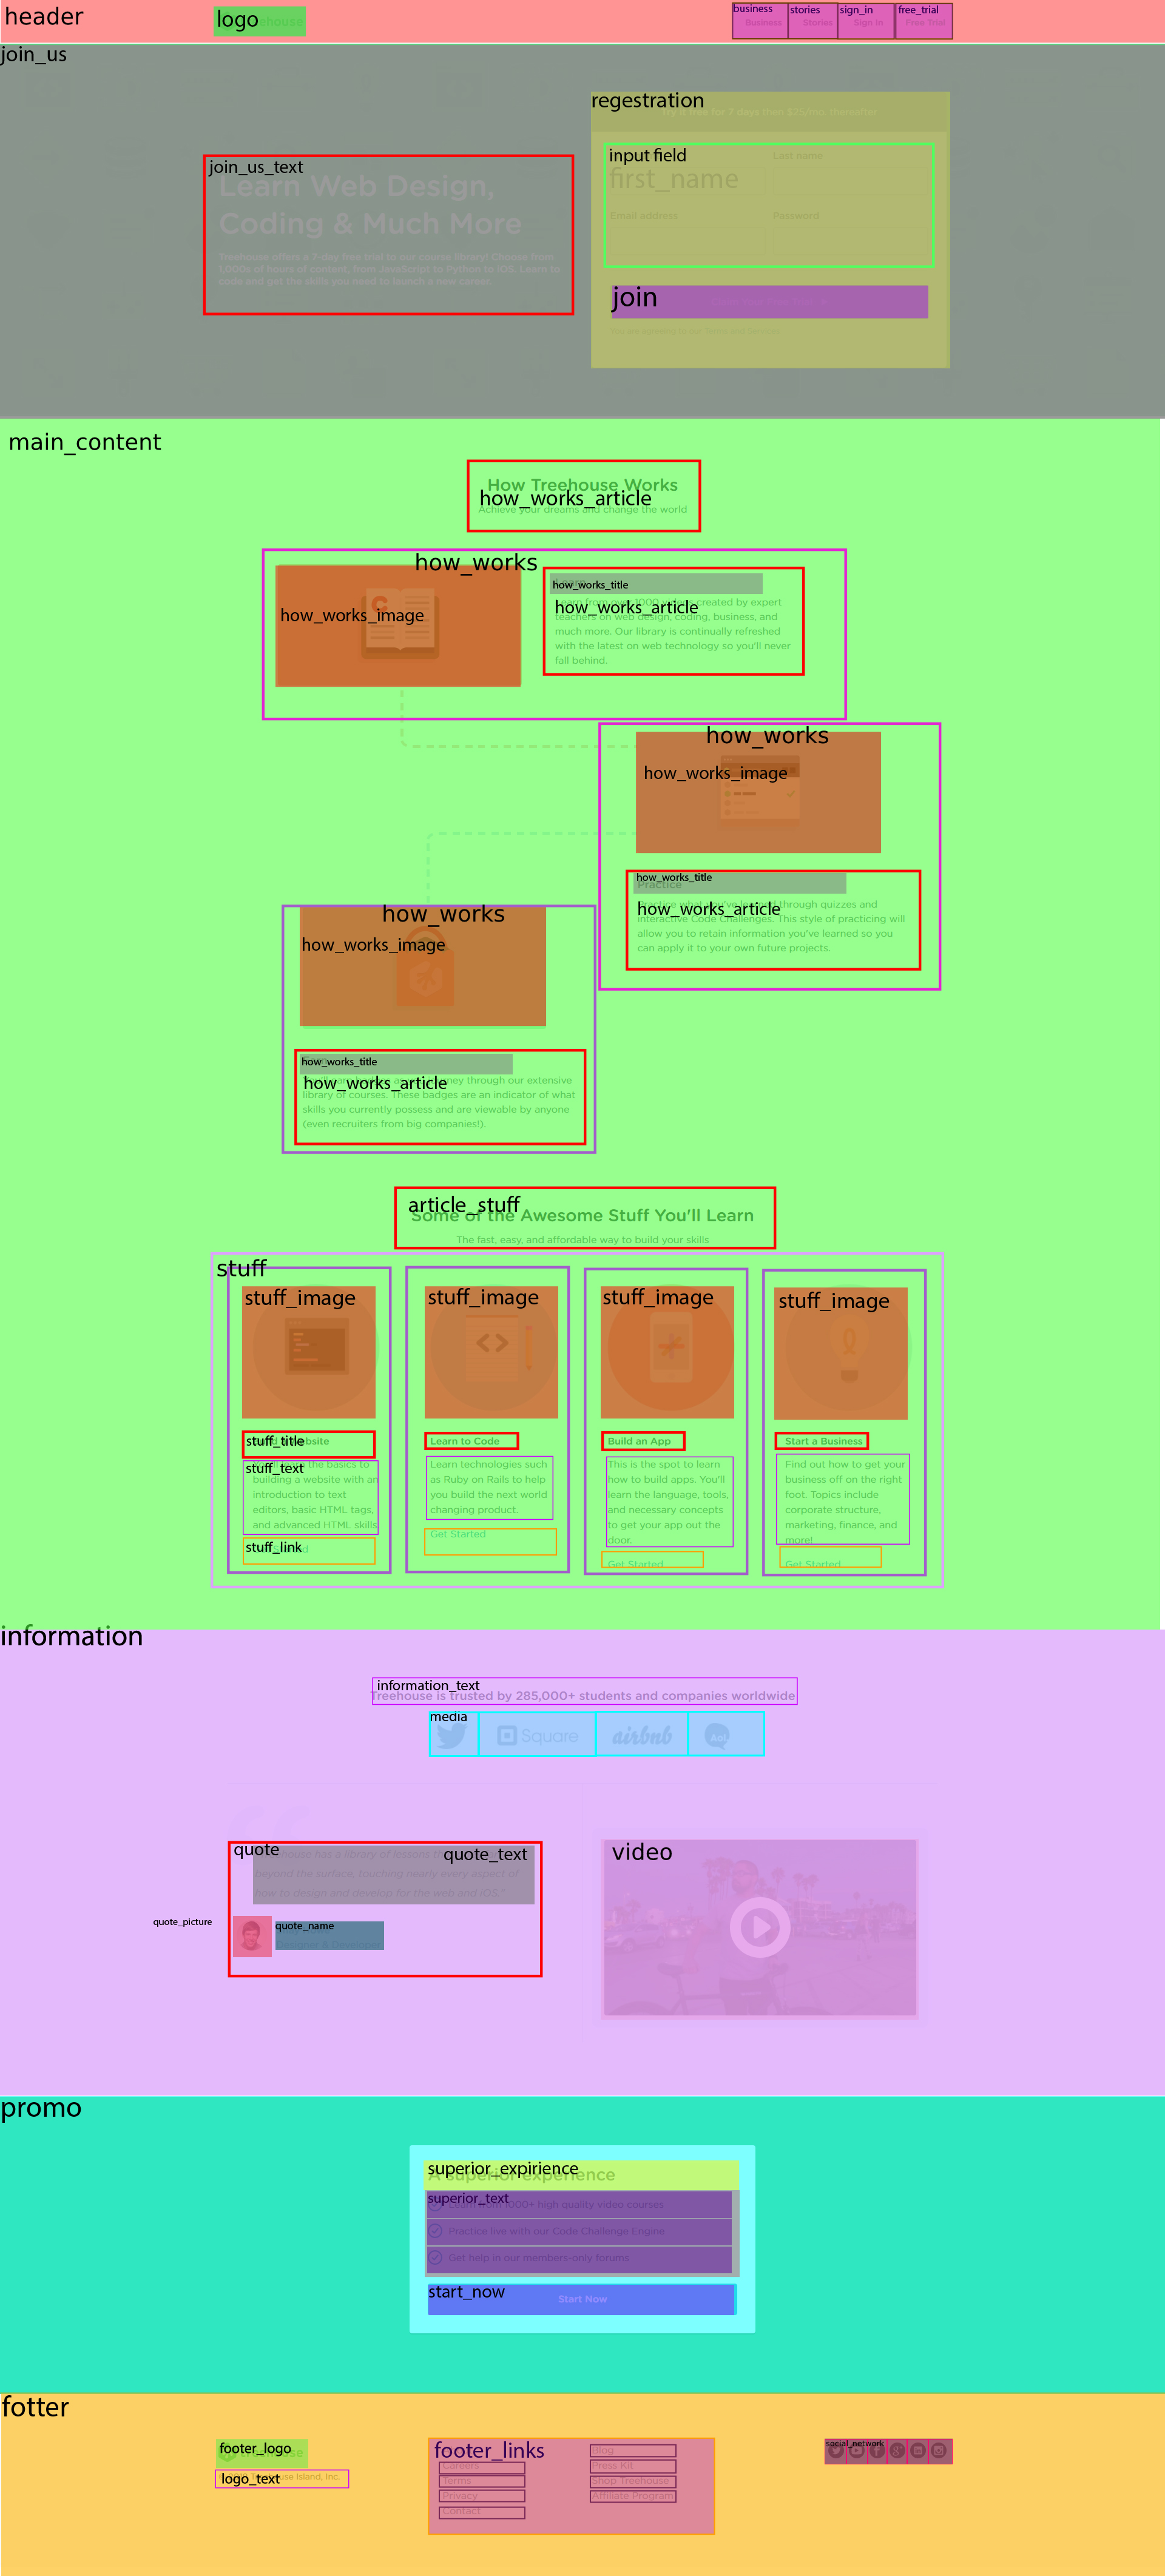 header
logo
house
business
stories
sign_in
free_trial
Business
Stories
Sign In
Free Trial
join_us
regestration
Try it free for 7 days then $25/mo. thereafter
join_us_text
Learn Web Design,
Coding & Much More
Treehouse offers a 7-day free trial to our course library! Choose from
1,000s of hours of content, from JavaScript to Python to iOS. Learn to
code and get the skills you need to launch a new career.
input field
Last name
first_name
Email address
Password
join
main_content
How Treehouse Works
how_works_article
Achieve your dreams and change the world
how_works
how_works_image
how_works_title
how_works_article
Learn from over 1000 videos created by expert
teachers on web design, coding, business, and
much more. Our library is continually refreshed
with the latest on web technology so you'll never
fall behind.
how_works
how_works_image
how_works_title
Practice
how_works_article
Practice what you've learned through quizzes and
interactive Code Challenges. This style of practicing will
allow you to retain information you've learned so you
can apply it to your own future projects.
how_works
how_works_image
how_works_title
how_works_article
ney through our extensive
library of courses. These badges are an indicator of what
skills you currently possess and are viewable by anyone
(even recruiters from big companies!).
article_stuff
Some of the Awesome Stuff You'll Learn
The fast, easy, and affordable way to build your skills
stuff
stuff_image
stuff_title
stuff_text
the basics to
building a website with an
introduction to text
editors, basic HTML tags,
and advanced HTML skills
stuff_link
stuff_image
Learn to Code
Learn technologies such
as Ruby on Rails to help
you build the next world
changing product.
Get Started
stuff_image
Build an App
This is the spot to learn
how to build apps. You'll
learn the language, tools,
and necessary concepts
to get your app out the
door.
Get Started
stuff_image
Start a Business
Find out how to get your
business off on the right
foot. Topics include
corporate structure,
marketing, finance, and
more!
Get Started
information
information_text
Treehouse is trusted by 285,000+ students and companies worldwide
media
Square
airbnb
Aol
quote
quote_text
house has a library of lessons
beyond the surface, touching nearly every aspect of
how to design and develop for the web and iOS."
quote_picture
quote_name
Designer & Developer
video
promo
superior_expirience
A superior experience
superior_text
1000+ high quality video courses
Practice live with our Code Challenge Engine
Get help in our members-only forums
start_now
Start Now
fotter
footer_logo
logo_text
house Island, Inc.
footer_links
Careers
Terms
Privacy
Contact
Blog
Press Kit
Shop Treehouse
Affiliate Program
social_network